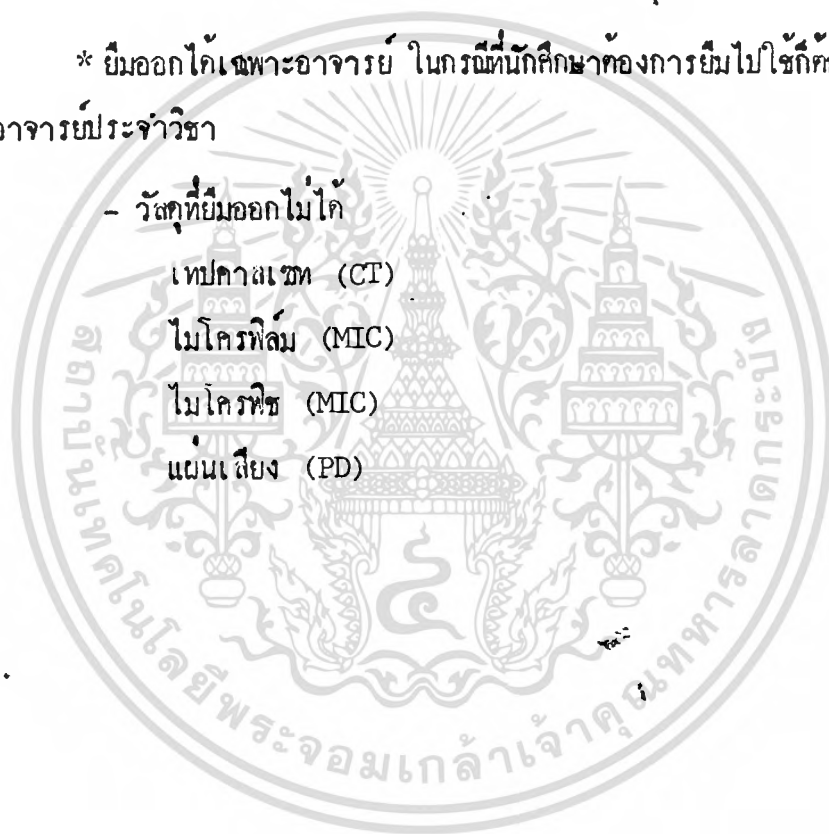 * ยืมออกได้เฉพาะอาจารย์ ในกรณีที่นักศึกษาต้องการยืมไปใช้ก็ต
อาจารย์ประจำวิชา
- วัสดุที่ยืมออกไม่ได้
เทปคาสเซท (CT)
ไมโครฟิล์ม (MIC)
ไมโครฟิช (MIC)
แผ่นเสียง (PD)
สถาบันเทคโนโลยีพระจอมเกล้าเจ้าคุณทหารลาดกระบัง